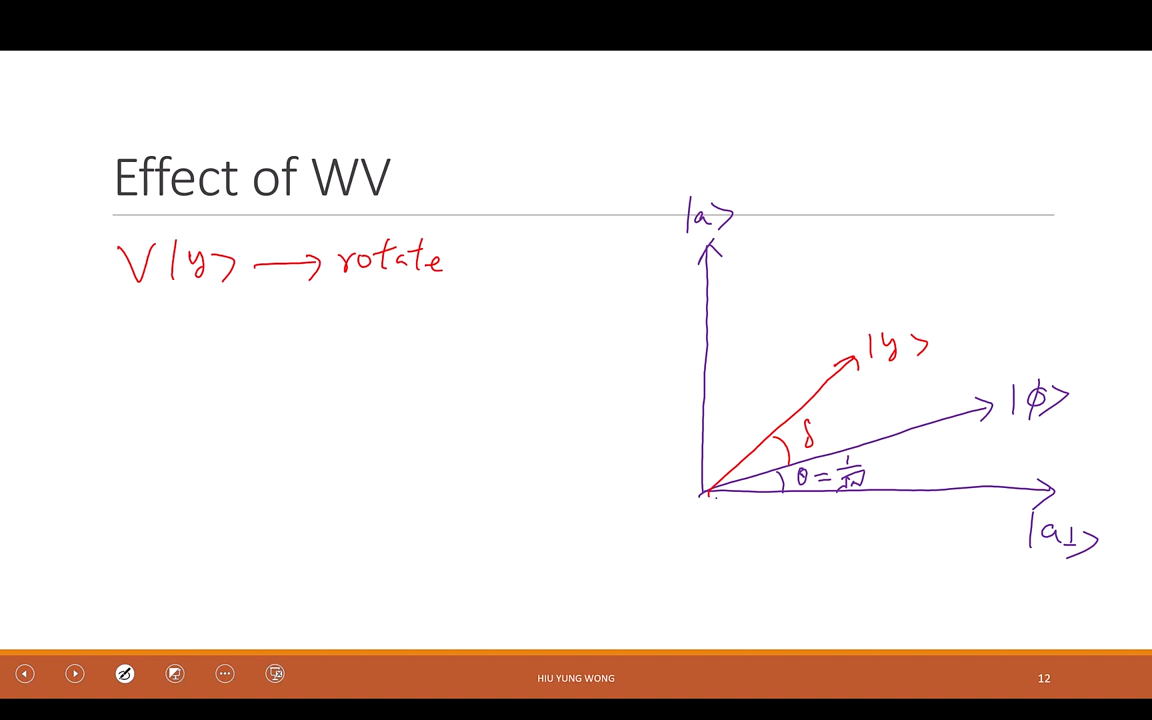 Effect of WV
V|y> ⟶ rotate
|a>
|y>
|ϕ>
δ
θ = 1/√N
|a⊥>
HIU YUNG WONG
12